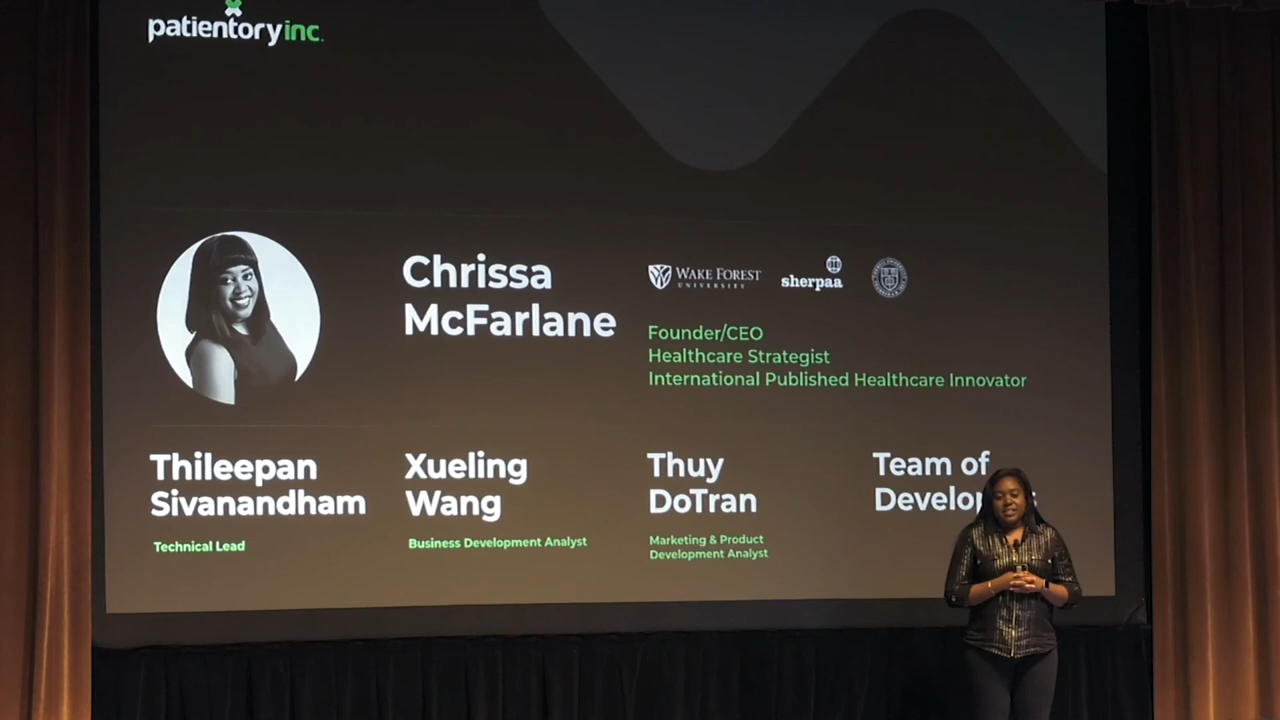 patientory inc.
Chrissa
McFarlane
WAKE FOREST
UNIVERSITY
sherpaa
Founder/CEO
Healthcare Strategist
International Published Healthcare Innovator
Thileepan
Sivanandham
Technical Lead
Xueling
Wang
Business Development Analyst
Thuy
DoTran
Marketing & Product
Development Analyst
Team of